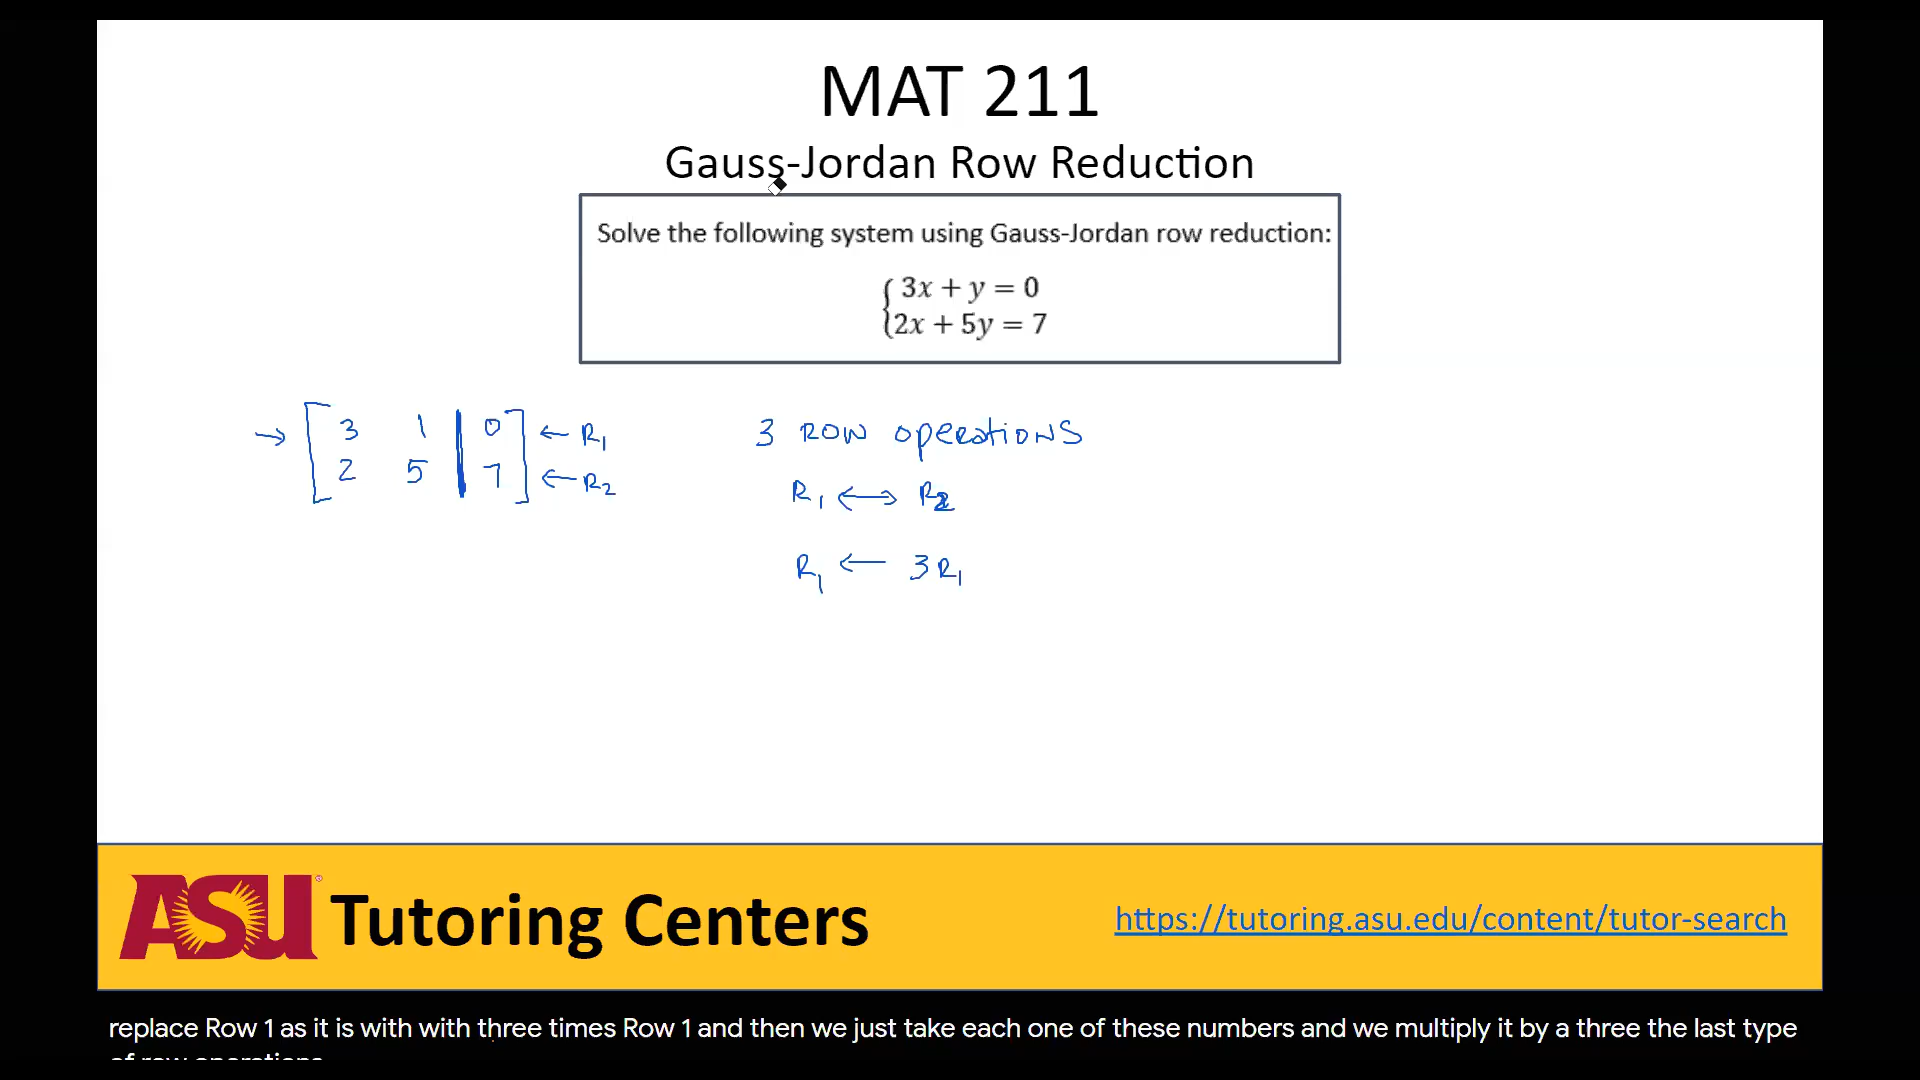 MAT 211
Gauss-Jordan Row Reduction
Solve the following system using Gauss-Jordan row reduction:
3x + y = 0
2x + 5y = 7
→ [ 3 1 | 0 ] ← R₁
2 5 | 7 ← R₂
3 ROW operations
R₁ ↔ R₂
R₁ ← 3R₁
ASU Tutoring Centers
https://tutoring.asu.edu/content/tutor-search
replace Row 1 as it is with with three times Row 1 and then we just take each one of these numbers and we multiply it by a three the last type
of row operations